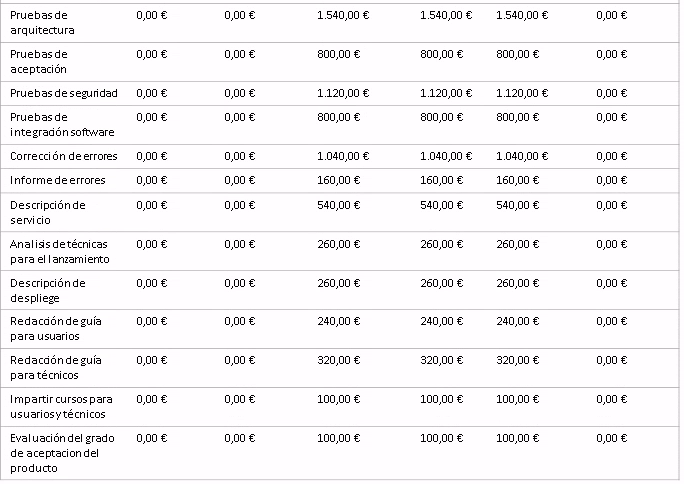 Pruebas de 0,00 € 0,00 € 1.540,00 € 1.540,00 € 1.540,00 € 0,00 €
arquitectura
Pruebas de 0,00 € 0,00 € 800,00 € 800,00 € 800,00 € 0,00 €
aceptación
Pruebas de seguridad 0,00 € 0,00 € 1.120,00 € 1.120,00 € 1.120,00 € 0,00 €
Pruebas de 0,00 € 0,00 € 800,00 € 800,00 € 800,00 € 0,00 €
integración software
Corrección de errores 0,00 € 0,00 € 1.040,00 € 1.040,00 € 1.040,00 € 0,00 €
Informe de errores 0,00 € 0,00 € 160,00 € 160,00 € 160,00 € 0,00 €
Descripción de 0,00 € 0,00 € 540,00 € 540,00 € 540,00 € 0,00 €
servicio
Analisis de técnicas 0,00 € 0,00 € 260,00 € 260,00 € 260,00 € 0,00 €
para el lanzamiento
Descripción de 0,00 € 0,00 € 260,00 € 260,00 € 260,00 € 0,00 €
despliege
Redacción de guía 0,00 € 0,00 € 240,00 € 240,00 € 240,00 € 0,00 €
para usuarios
Redacción de guía 0,00 € 0,00 € 320,00 € 320,00 € 320,00 € 0,00 €
para técnicos
Impartir cursos para 0,00 € 0,00 € 100,00 € 100,00 € 100,00 € 0,00 €
usuarios y técnicos
Evaluación del grado 0,00 € 0,00 € 100,00 € 100,00 € 100,00 € 0,00 €
de aceptacion del
producto